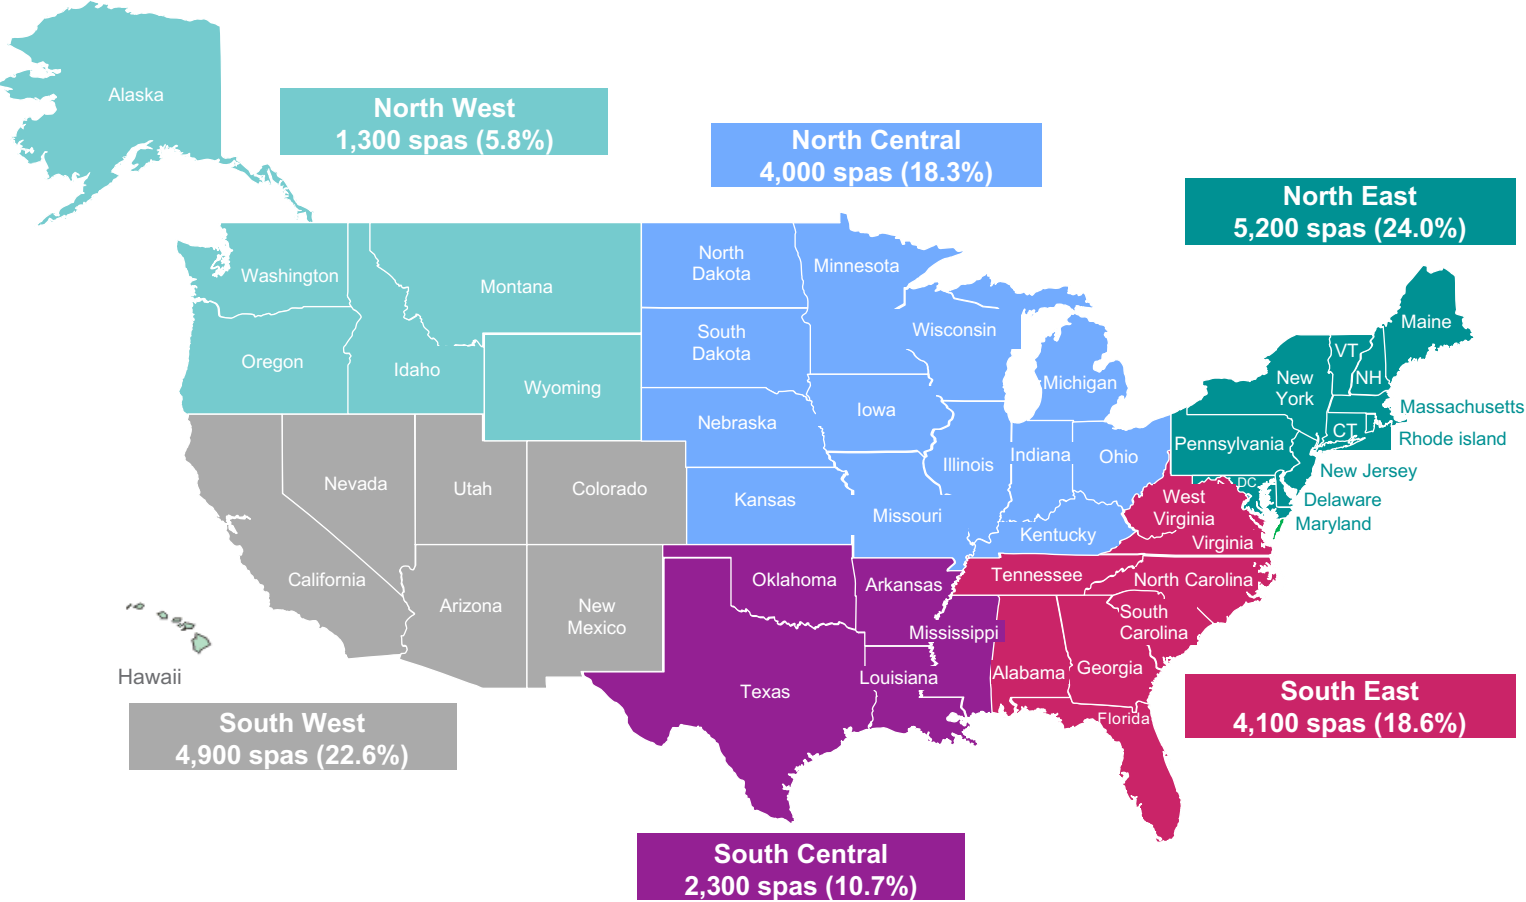 Alaska
North West
1,300 spas (5.8%)
North Central
4,000 spas (18.3%)
North East
5,200 spas (24.0%)
Washington
Montana
North
Dakota
Minnesota
Oregon
Idaho
Wyoming
South
Dakota
Wisconsin
Michigan
Maine
VT
NH
New
York
Massachusetts
CT
Rhode island
Nebraska
Iowa
Illinois
Indiana
Ohio
Pennsylvania
New Jersey
DC
Delaware
Maryland
Nevada
Utah
Colorado
Kansas
Missouri
Kentucky
West
Virginia
Virginia
California
Arizona
New
Mexico
Oklahoma
Arkansas
Tennessee
North Carolina
South
Carolina
Mississippi
Hawaii
Texas
Louisiana
Alabama
Georgia
Florida
South West
4,900 spas (22.6%)
South East
4,100 spas (18.6%)
South Central
2,300 spas (10.7%)